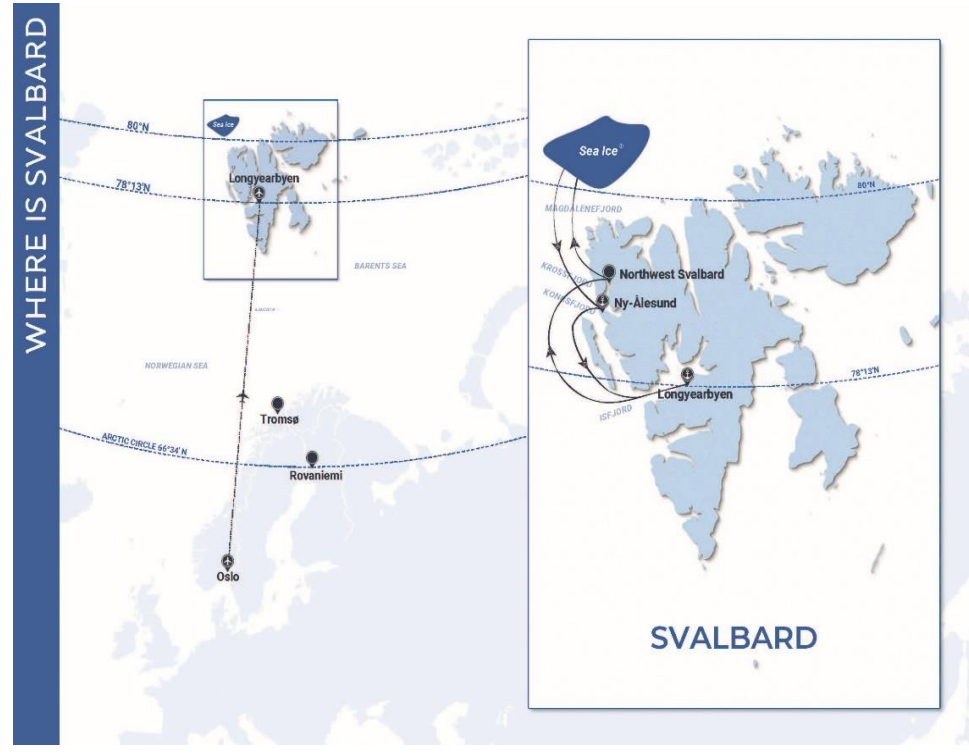 WHERE IS SVALBARD
80°N
Sea Ice
Longyearbyen
78°13'N
BARENTS SEA
NORWEGIAN SEA
Tromsø
ARCTIC CIRCLE 66°34' N
Rovaniemi
Oslo
Sea Ice
80°N
MAGDALENEFJORD
KROSSFJORD
Northwest Svalbard
KONGSFJORD
Ny-Ålesund
78°13'N
Longyearbyen
ISFJORD
SVALBARD